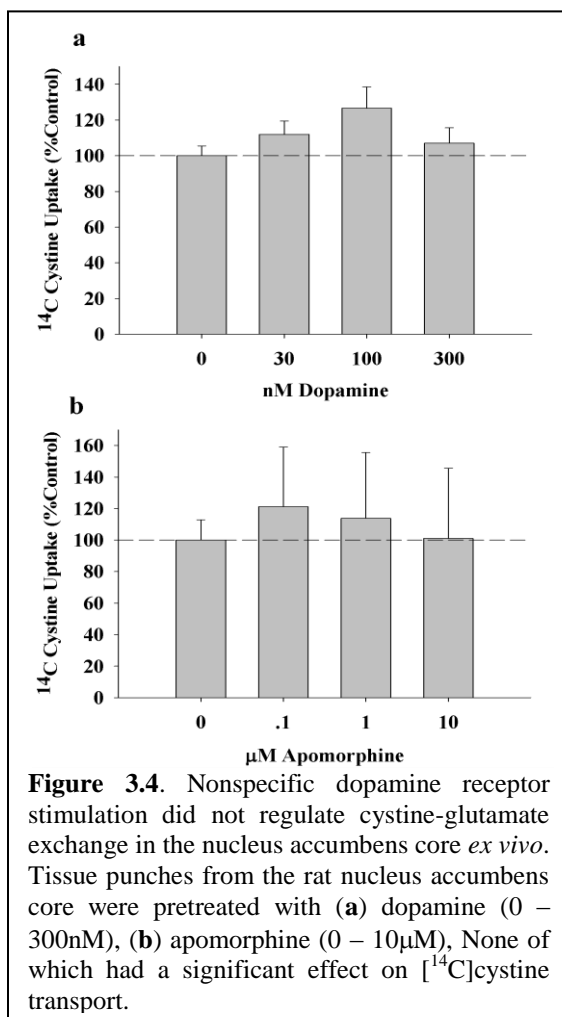 a
140
120
100
80
60
40
20
0
¹⁴C Cystine Uptake (%Control)
0 30 100 300
nM Dopamine
b
160
140
120
100
80
60
40
20
0
¹⁴C Cystine Uptake (%Control)
0 .1 1 10
μM Apomorphine
Figure 3.4. Nonspecific dopamine receptor
stimulation did not regulate cystine-glutamate
exchange in the nucleus accumbens core ex vivo.
Tissue punches from the rat nucleus accumbens
core were pretreated with (a) dopamine (0 –
300nM), (b) apomorphine (0 – 10μM), None of
which had a significant effect on [¹⁴C]cystine
transport.